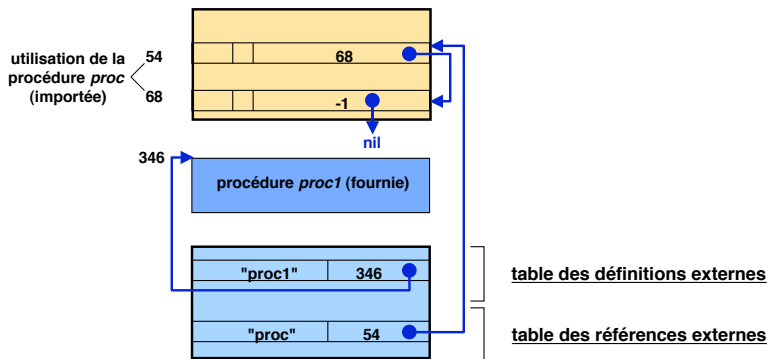 utilisation de la
procédure proc
(importée)
54
68
68
-1
nil
346
procédure proc1 (fournie)
"proc1" 346
table des définitions externes
"proc" 54
table des références externes